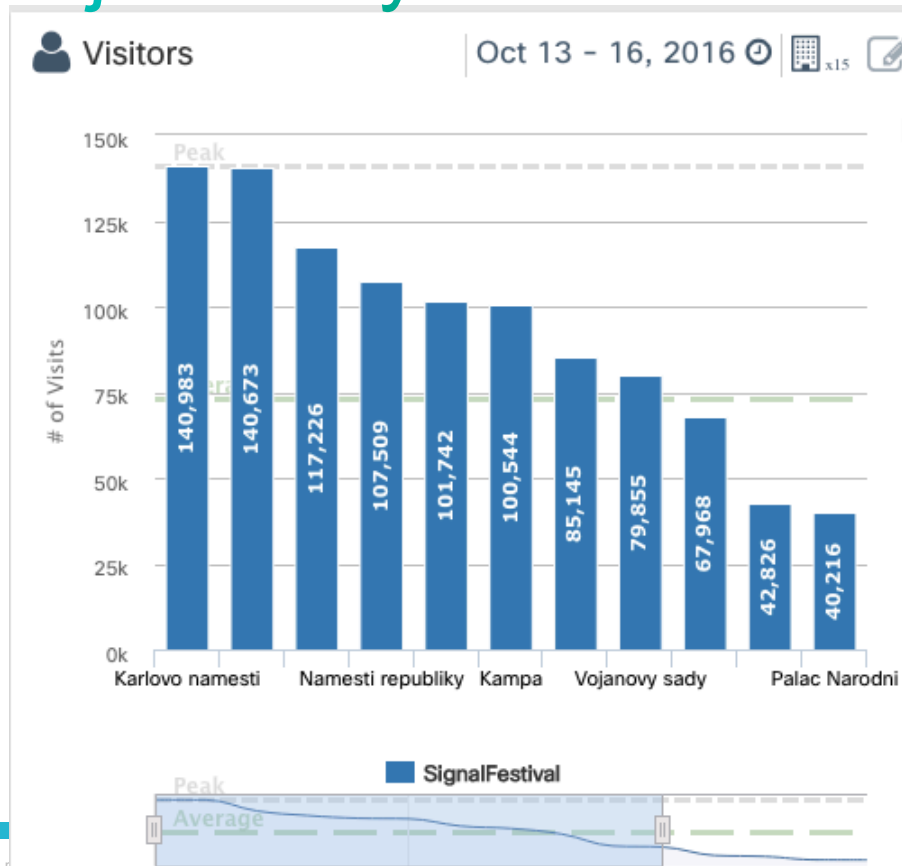 Visitors
Oct 13 - 16, 2016
x15
150k
Peak
125k
100k
75k
50k
25k
0k
# of Visits
140,983
140,673
117,226
107,509
101,742
100,544
85,145
79,855
67,968
42,826
40,216
Karlovo namesti Namesti republiky Kampa Vojanovy sady Palac Narodni
SignalFestival
Peak
Average